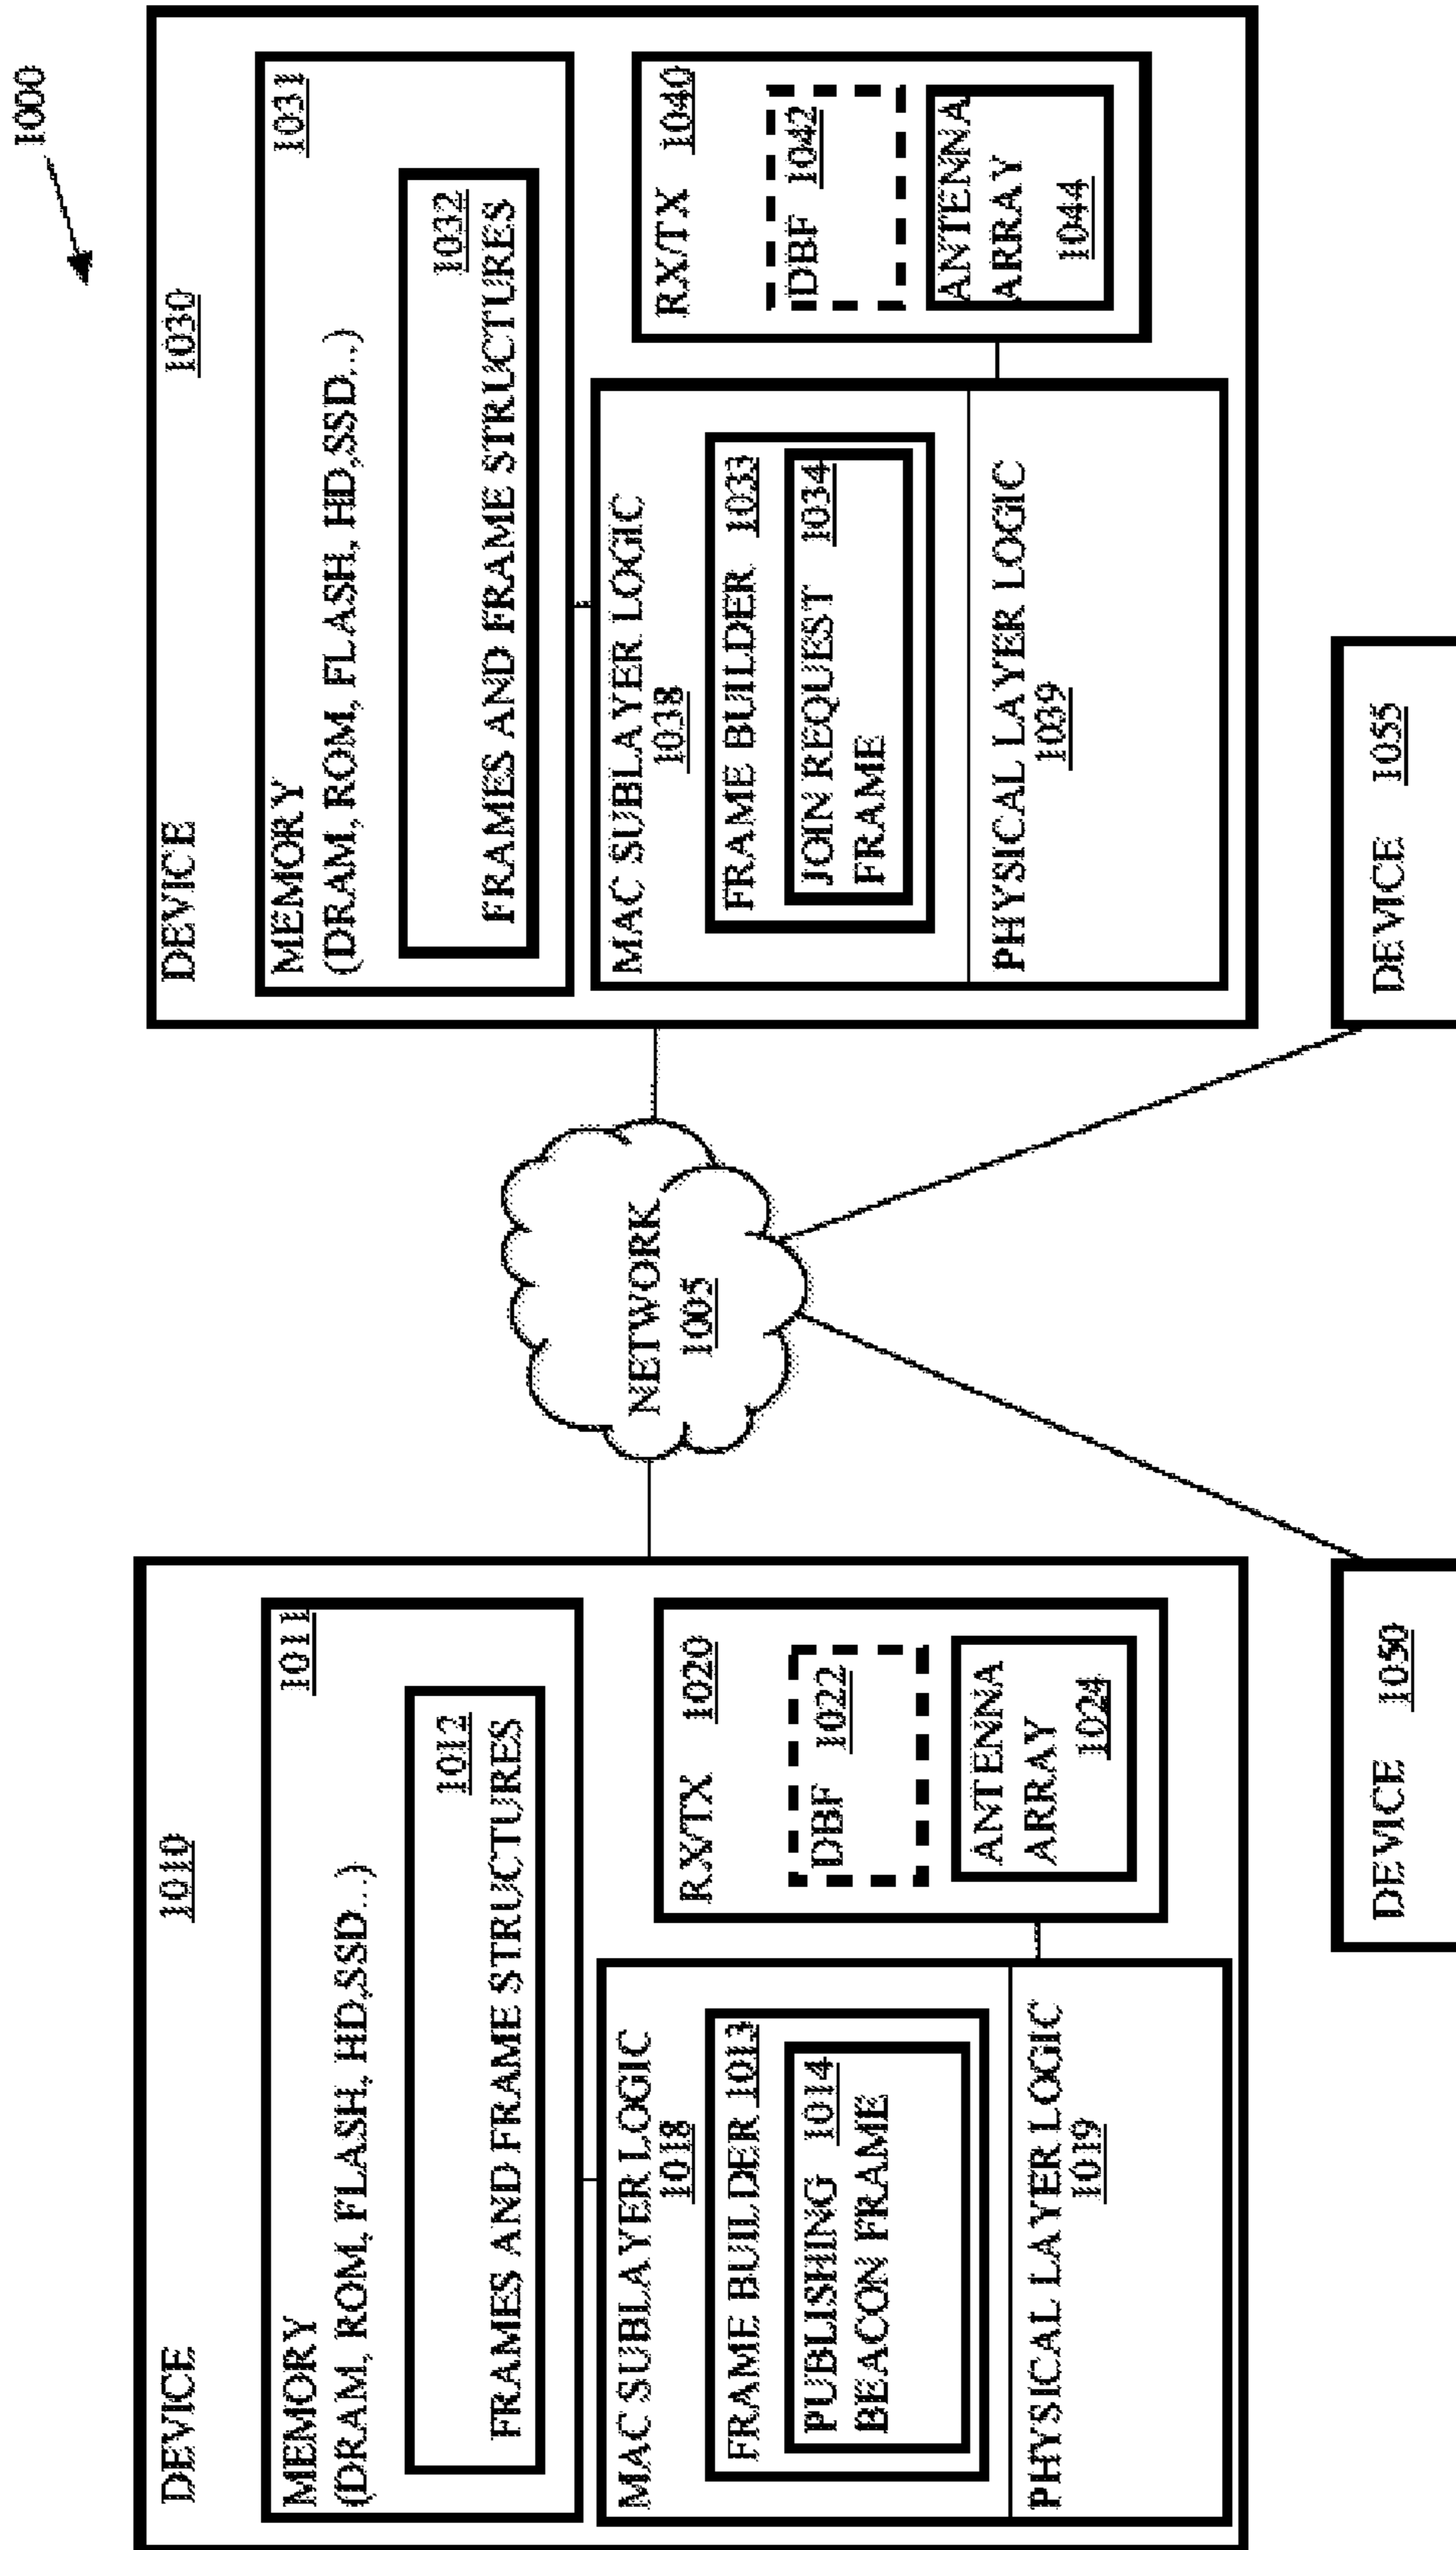 1000
DEVICE 1010
MEMORY 1011
(DRAM, ROM, FLASH, HD,SSD...)
1012
FRAMES AND FRAME STRUCTURES
MAC SUBLAYER LOGIC
1018
FRAME BUILDER 1013
PUBLISHING 1014
BEACON FRAME
PHYSICAL LAYER LOGIC
1019
RX/TX 1020
DBF 1022
ANTENNA
ARRAY
1024
NETWORK
1005
DEVICE 1030
MEMORY 1031
(DRAM, ROM, FLASH, HD,SSD...)
1032
FRAMES AND FRAME STRUCTURES
MAC SUBLAYER LOGIC
1038
FRAME BUILDER 1033
JOIN REQUEST 1034
FRAME
PHYSICAL LAYER LOGIC
1039
RX/TX 1040
DBF 1042
ANTENNA
ARRAY
1044
DEVICE 1050
DEVICE 1055